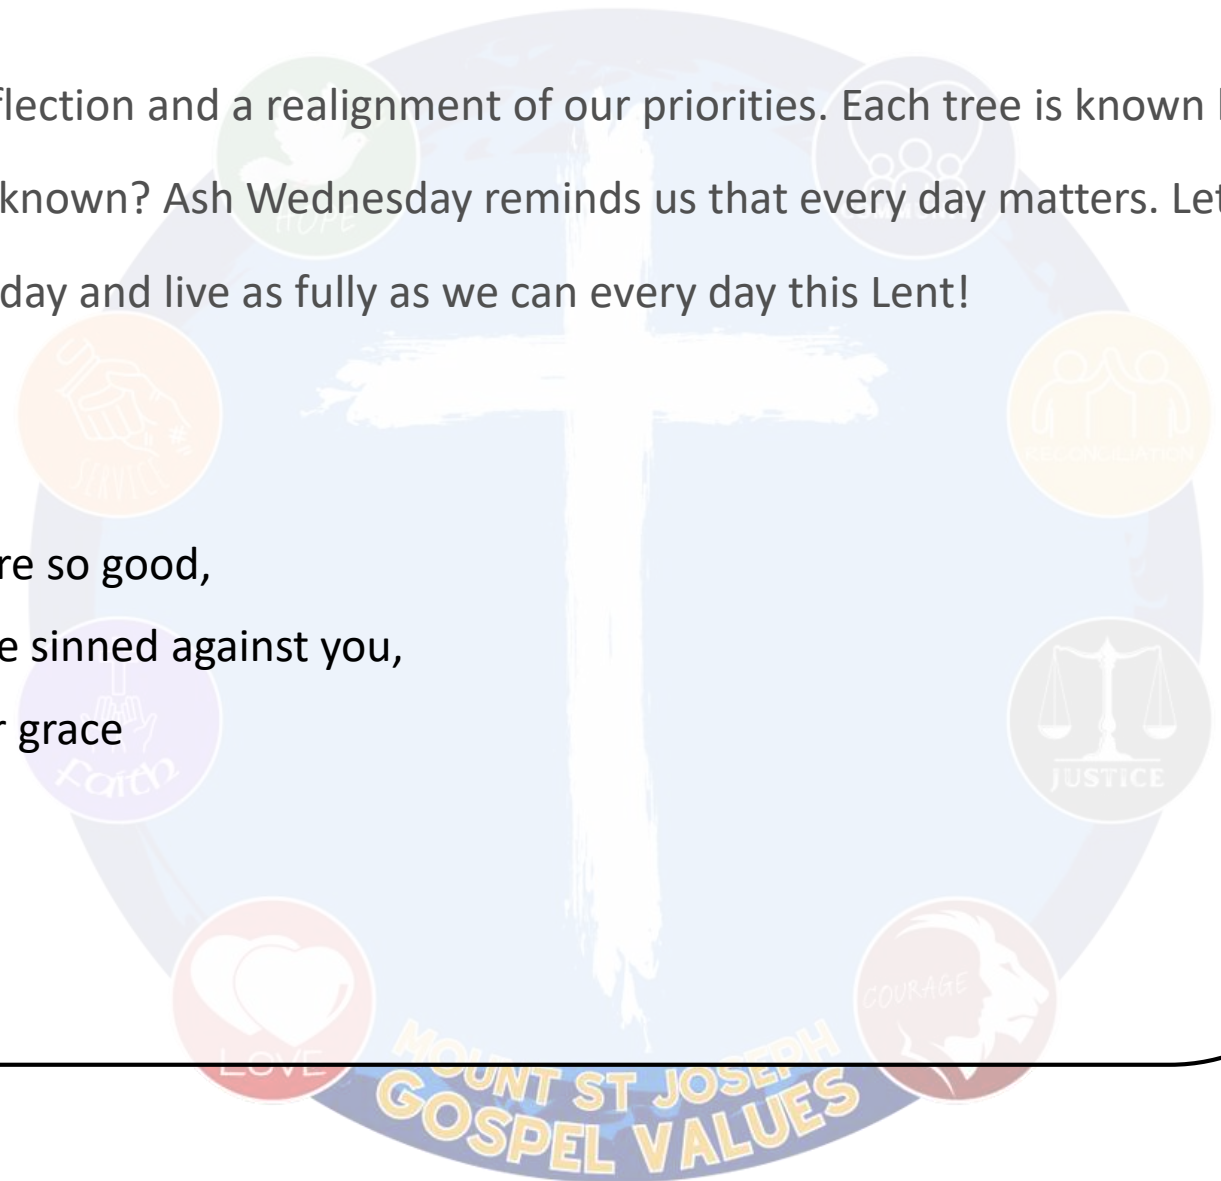 flection and a realignment of our priorities. Each tree is known
known? Ash Wednesday reminds us that every day matters. Let
day and live as fully as we can every day this Lent!
HOPE
COMMUNITY
SERVICE
RECONCILIATION
re so good,
e sinned against you,
r grace
Faith
JUSTICE
LOVE
COURAGE
MOUNT ST JOSEPH
GOSPEL VALUES